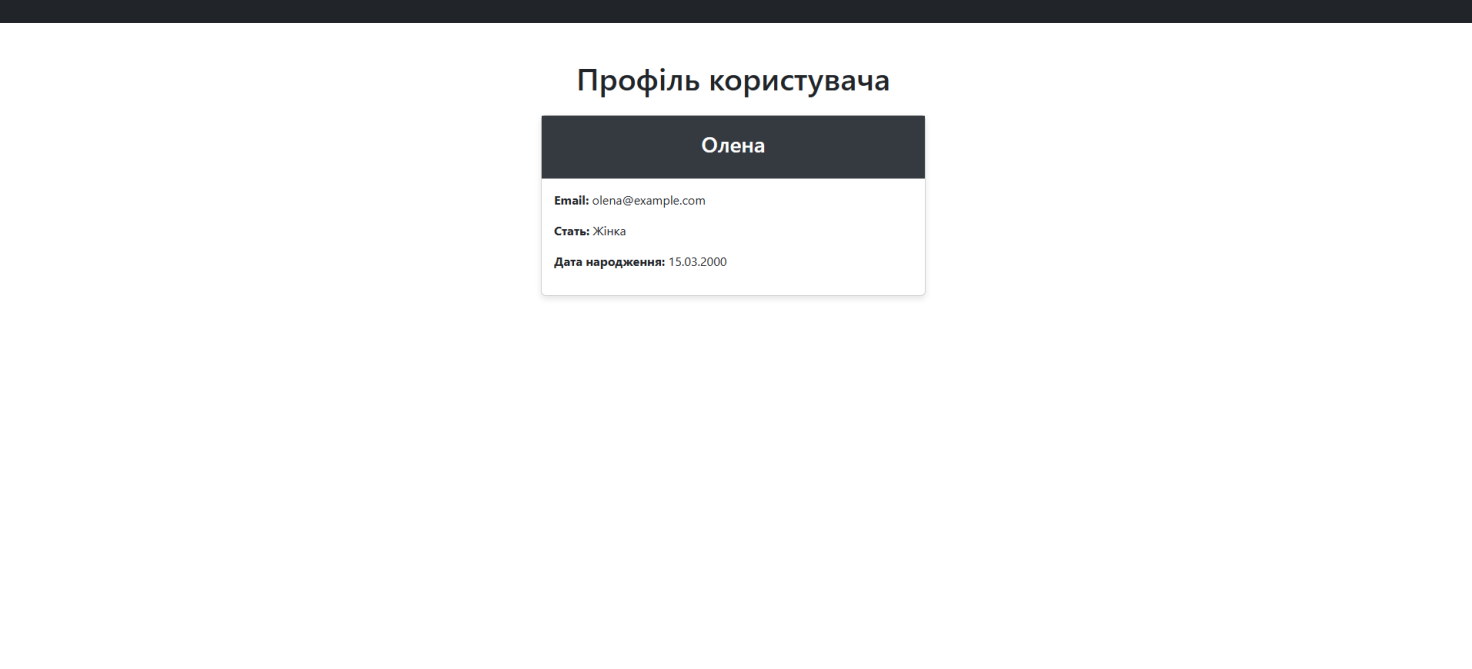 Профіль користувача
Олена
Email: olena@example.com
Стать: Жінка
Дата народження: 15.03.2000